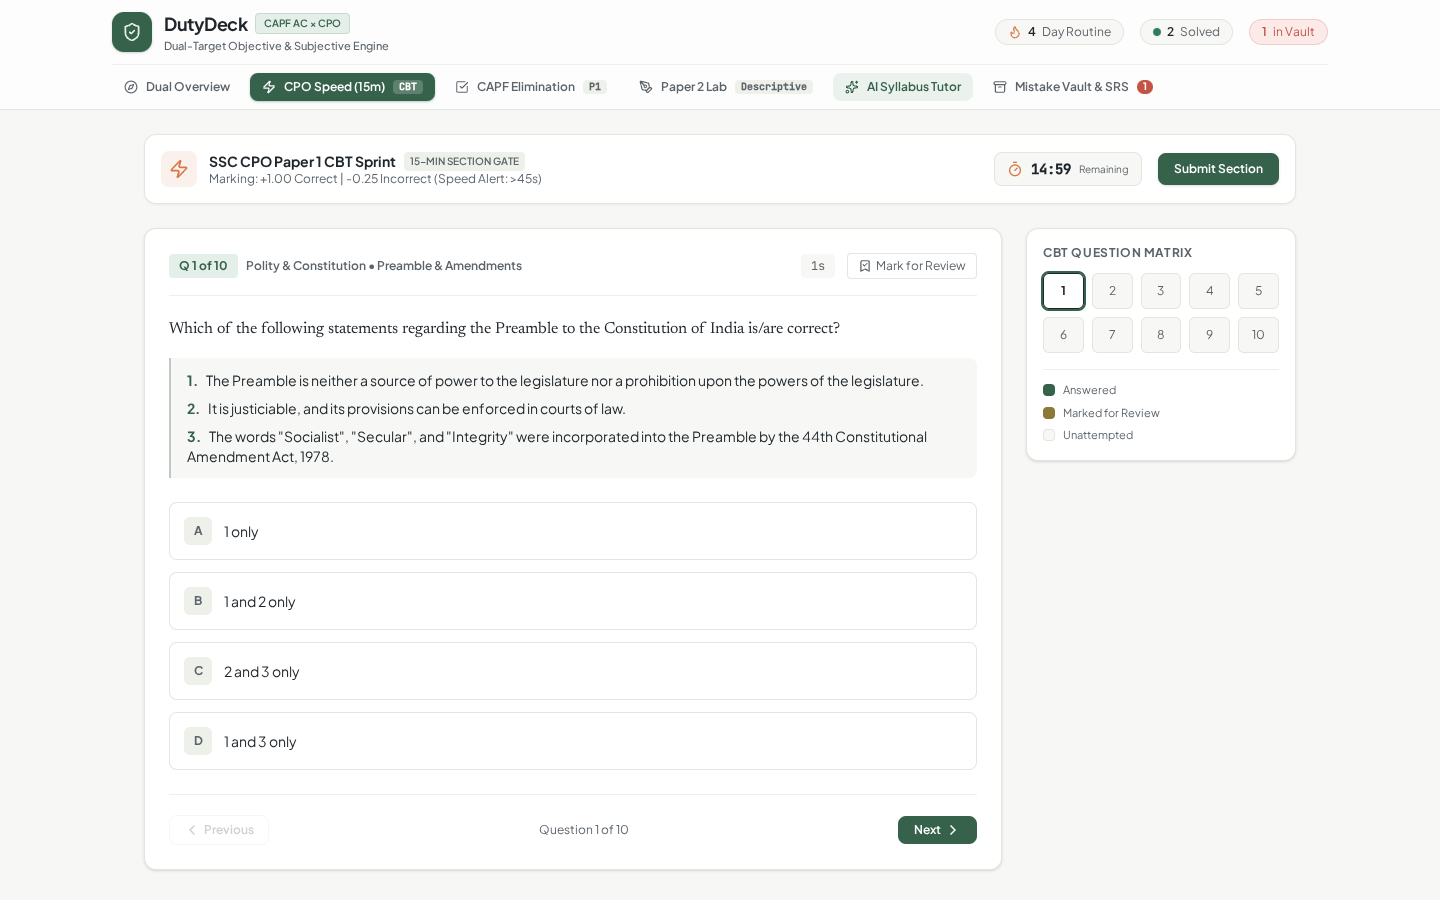 DutyDeck CAPF AC × CPO
Dual-Target Objective & Subjective Engine
4 Day Routine
2 Solved
1 in Vault
Dual Overview
CPO Speed (15m) CBT
CAPF Elimination P1
Paper 2 Lab Descriptive
AI Syllabus Tutor
Mistake Vault & SRS 1
SSC CPO Paper 1 CBT Sprint 15-MIN SECTION GATE
Marking: +1.00 Correct | -0.25 Incorrect (Speed Alert: >45s)
14:59 Remaining
Submit Section
Q 1 of 10 Polity & Constitution • Preamble & Amendments
1s
Mark for Review
Which of the following statements regarding the Preamble to the Constitution of India is/are correct?
1. The Preamble is neither a source of power to the legislature nor a prohibition upon the powers of the legislature.
2. It is justiciable, and its provisions can be enforced in courts of law.
3. The words "Socialist", "Secular", and "Integrity" were incorporated into the Preamble by the 44th Constitutional
Amendment Act, 1978.
A 1 only
B 1 and 2 only
C 2 and 3 only
D 1 and 3 only
Previous
Question 1 of 10
Next
CBT QUESTION MATRIX
1 2 3 4 5
6 7 8 9 10
Answered
Marked for Review
Unattempted